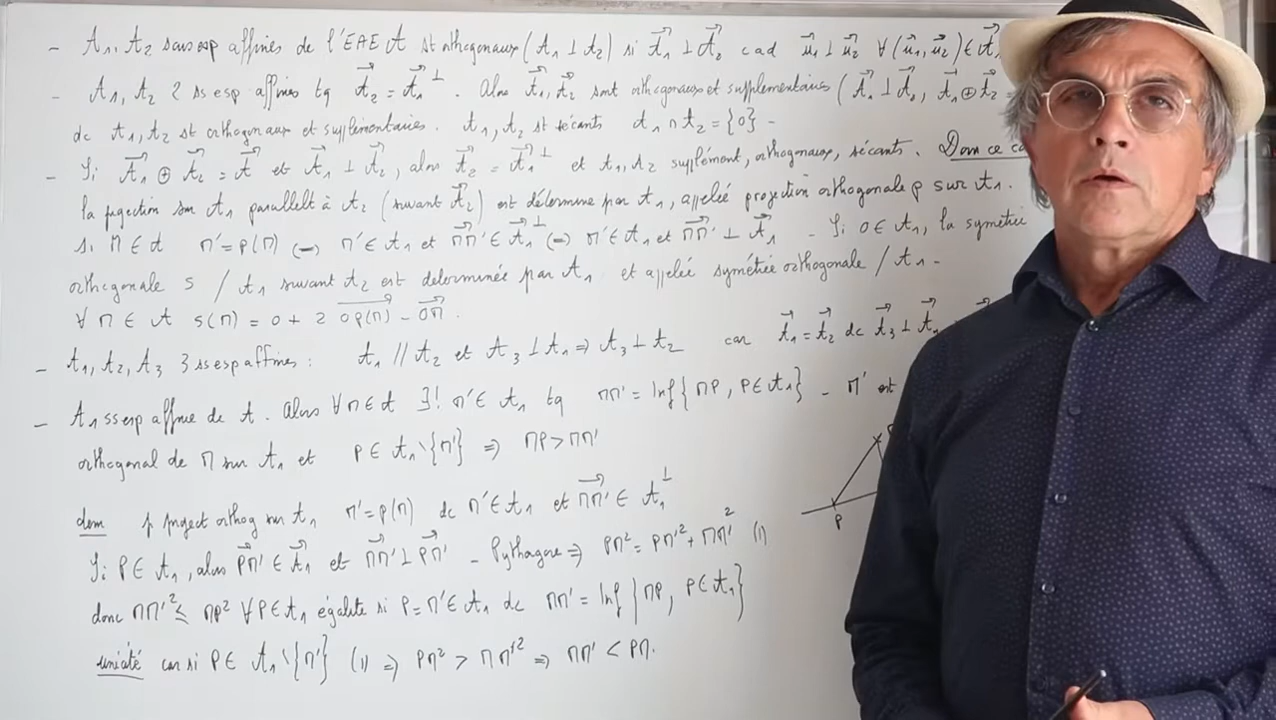 - A₁, A₂ sous esp affines de l'EAE A st orthogonaux (A₁ ⊥ A₂) si A⃗₁ ⊥ A⃗₂ cad u⃗₁ ⊥ u⃗₂ ∀(u⃗₁, u⃗₂) ∈ A⃗
- A₁, A₂ 2 ss esp affines tq A⃗₂ = A⃗₁^⊥. Alors A⃗₁, A⃗₂ sont orthogonaux et supplémentaires (A⃗₁ ⊥ A⃗₂, A⃗₁ ⊕ A⃗₂ =
dc A₁, A₂ st orthogonaux et supplémentaires. A₁, A₂ st sécants A₁ ∩ A₂ = {0} -
- Si A⃗₁ ⊕ A⃗₂ = A⃗ et A⃗₁ ⊥ A⃗₂, alors A⃗₂ = A⃗₁^⊥ et A₁, A₂ supplément, orthogonaux, sécants. Dans ce c
la projection sur A₁ parallelt à A₂ (suivant A⃗₂) est détermine par A₁, appelée projection orthogonale p sur A₁.
si M ∈ A M' = p(M) ⟺ M' ∈ A₁ et MM'⃗ ∈ A⃗₁^⊥ ⟺ M' ∈ A₁ et MM'⃗ ⊥ A⃗₁ - Si O ∈ A₁, la symétrie
orthogonale s / A₁ suivant A₂ est déterminée par A₁ et appelée symétrie orthogonale / A₁ -
∀ M ∈ A s(M) = O + 2 Op(M)⃗ - OM⃗.
- A₁, A₂, A₃ 3 ss esp affines : A₁ // A₂ et A₃ ⊥ A₁ ⇒ A₃ ⊥ A₂ car A⃗₁ = A⃗₂ dc A⃗₃ ⊥ A⃗₁
- A₁ ss esp affine de A. Alors ∀ M ∈ A ∃! M' ∈ A₁ tq MM' = Inf {MP, P ∈ A₁} - M' est
orthogonal de M sur A₁ et P ∈ A₁ \ {M'} ⇒ MP > MM'
P
dem p project orthog sur A₁ M' = p(M) dc M' ∈ A₁ et MM'⃗ ∈ A₁^⊥
Si P ∈ A₁, alors PM'⃗ ∈ A⃗₁ et MM'⃗ ⊥ PM'⃗ - Pythagore ⇒ PM² = PM'² + MM'² (1)
donc MM'² ≤ MP² ∀ P ∈ A₁ égalité si P = M' ∈ A₁ dc MM' = Inf {MP, P ∈ A₁}
unicité car si P ∈ A₁ \ {M'} (1) ⇒ PM² > MM'² ⇒ MM' < PM.